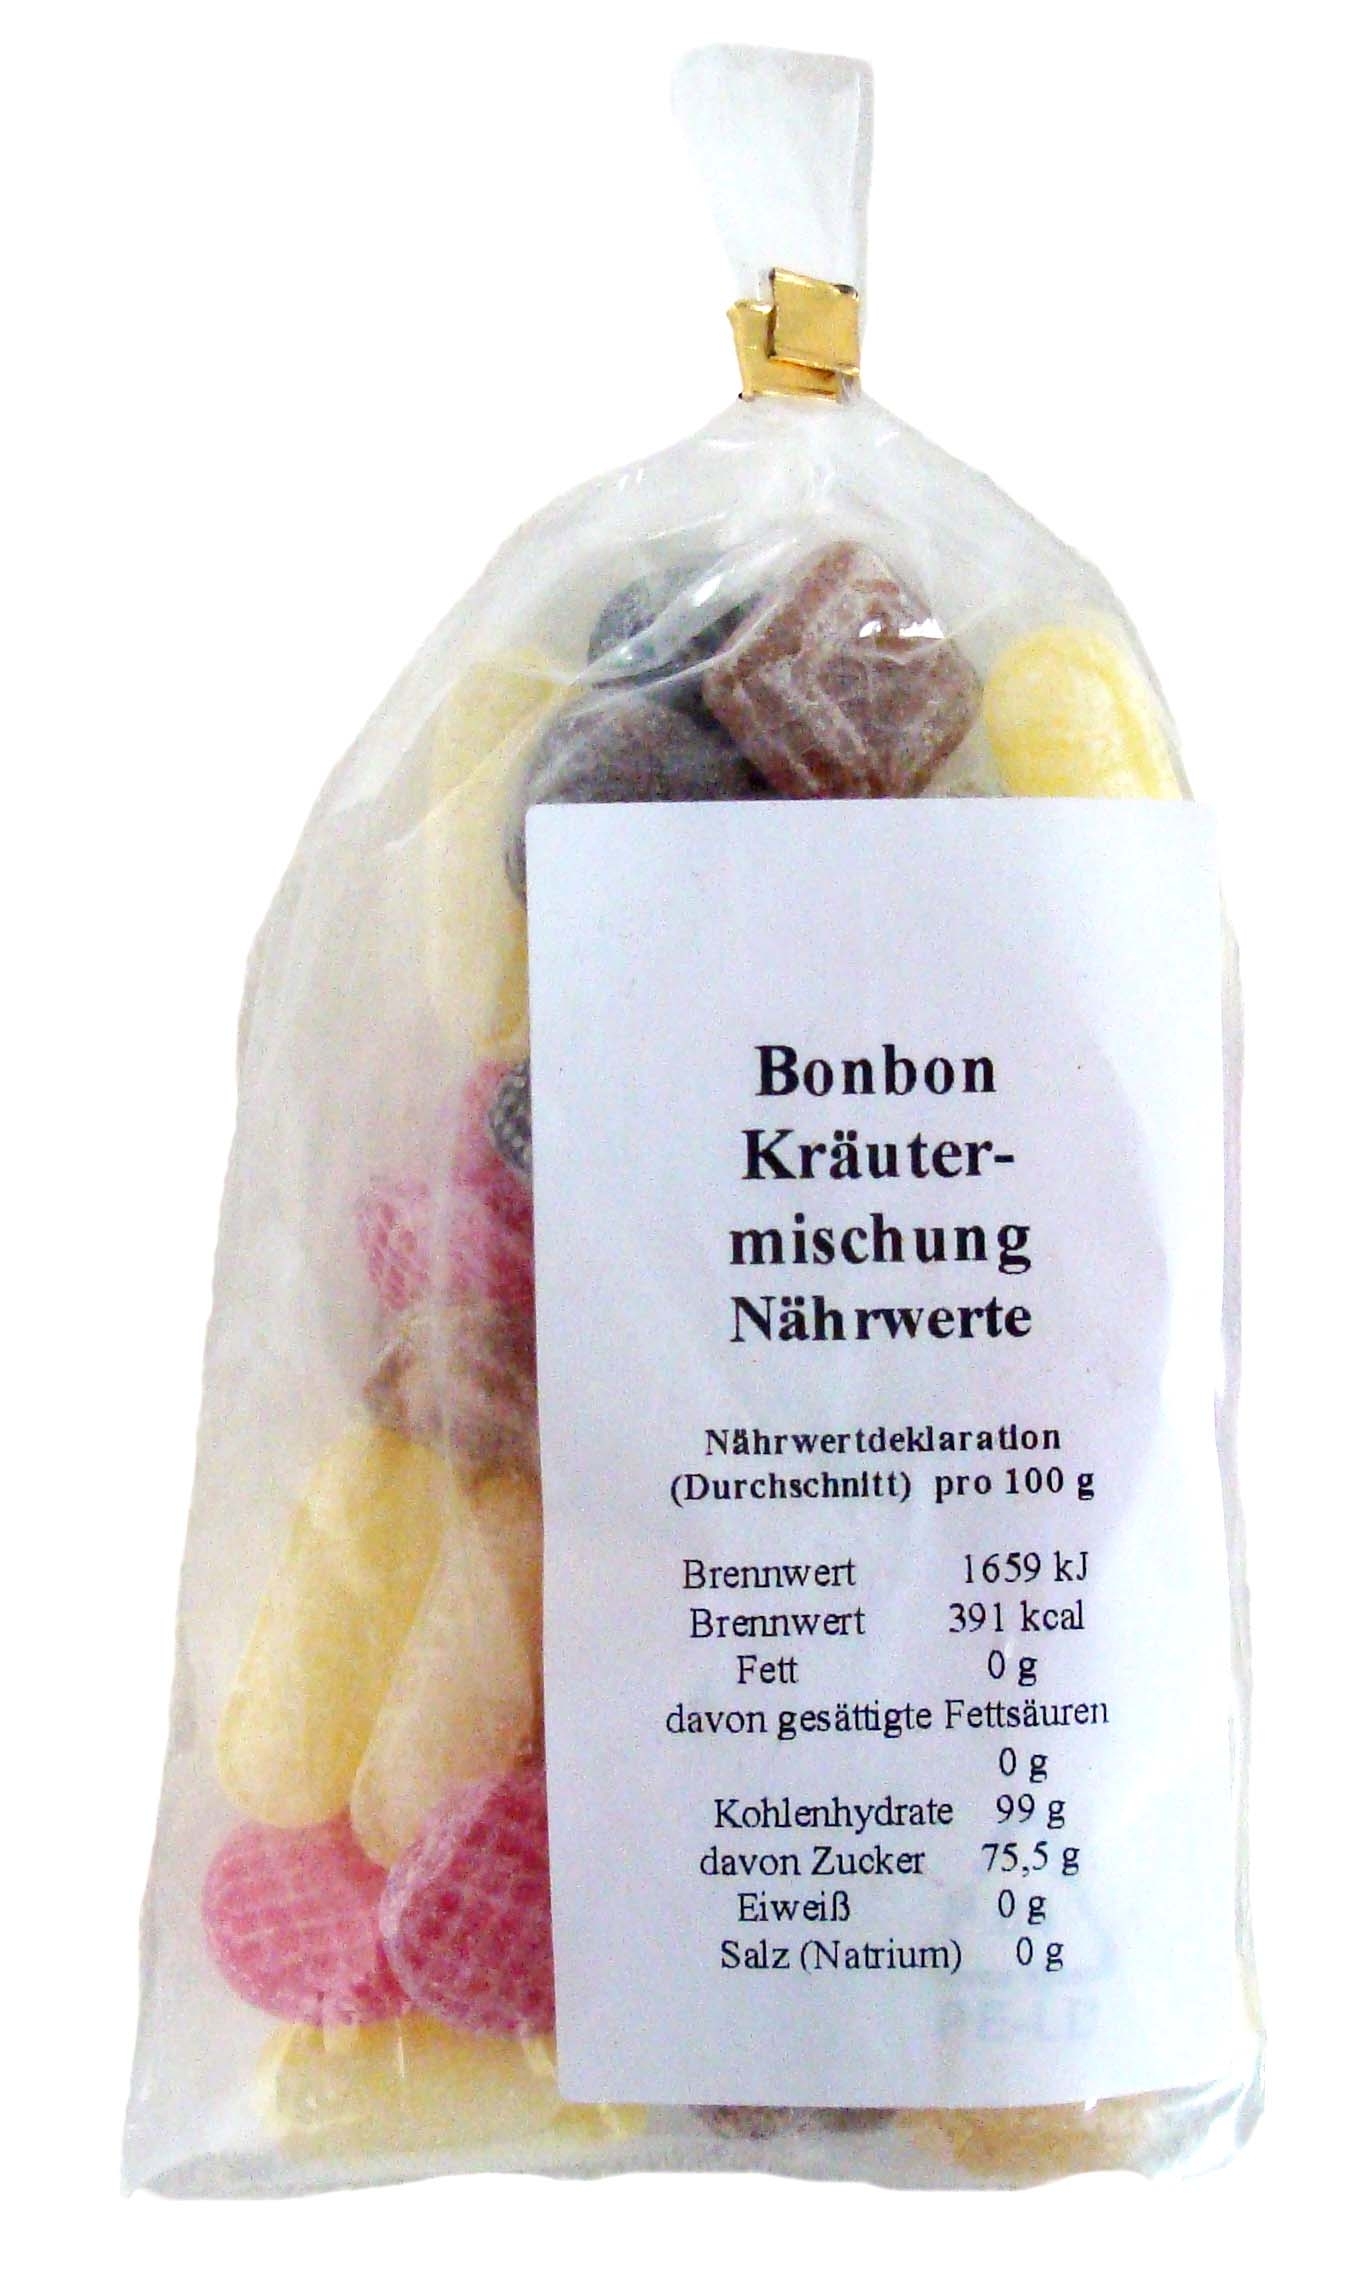 Bonbon
Kräuter-
mischung
Nährwerte
Nährwertdeklaration
(Durchschnitt) pro 100 g
Brennwert 1659 kJ
Brennwert 391 kcal
Fett 0 g
davon gesättigte Fettsäuren
0 g
Kohlenhydrate 99 g
davon Zucker 75,5 g
Eiweiß 0 g
Salz (Natrium) 0 g